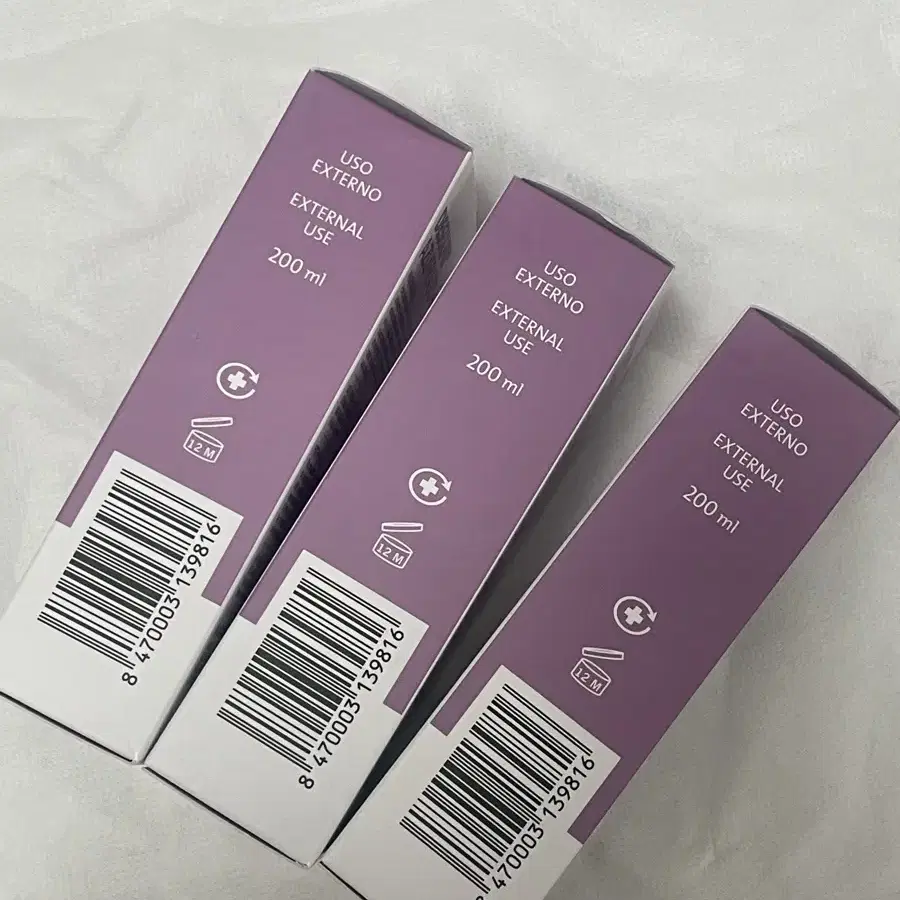 USO
EXTERNO
EXTERNAL
USE
200 ml
12 M
8 470003 139816
USO
EXTERNO
EXTERNAL
USE
200 ml
12 M
8 470003 139816
USO
EXTERNO
EXTERNAL
USE
200 ml
12 M
470003 139816